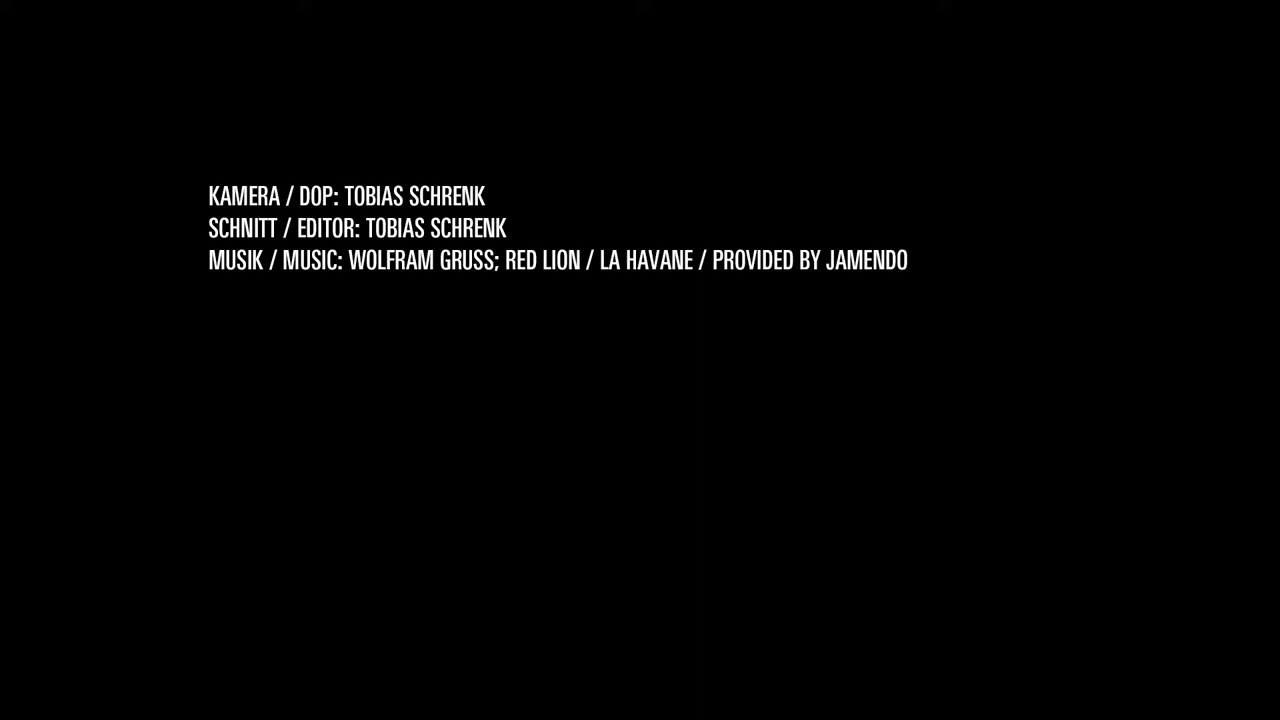 KAMERA / DOP: TOBIAS SCHRENK
SCHNITT / EDITOR: TOBIAS SCHRENK
MUSIK / MUSIC: WOLFRAM GRUSS; RED LION / LA HAVANE / PROVIDED BY JAMENDO